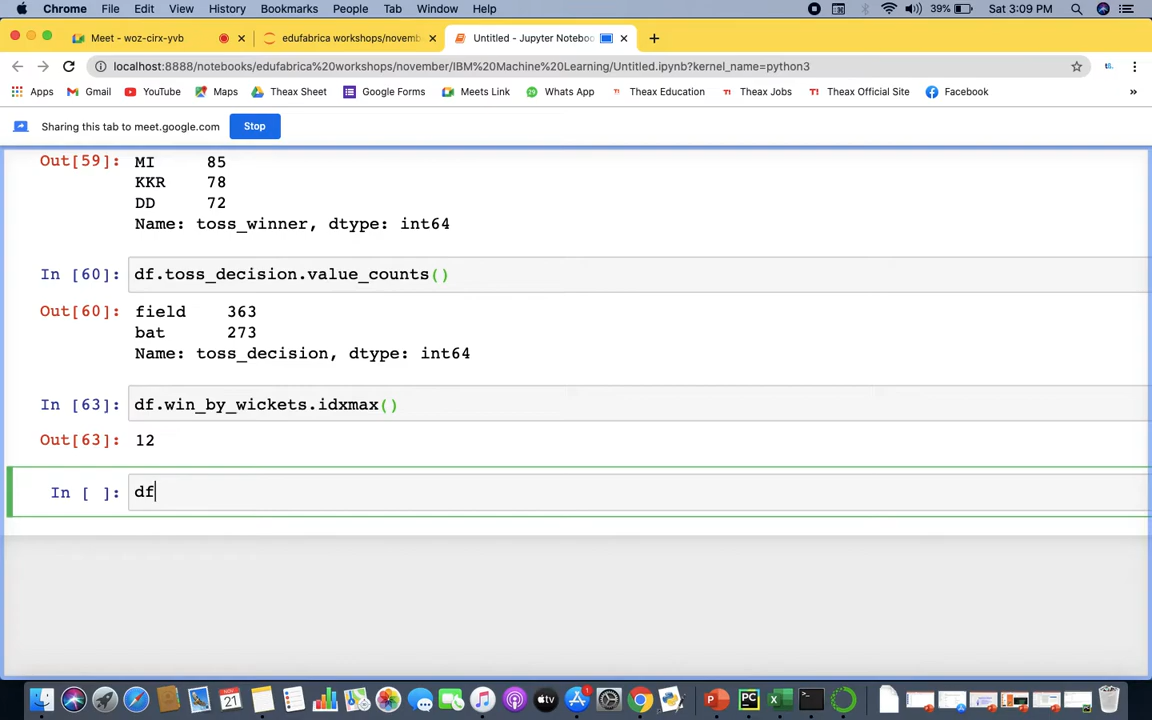 Chrome File Edit View History Bookmarks People Tab Window Help 39% Sat 3:09 PM
Meet - woz-cirx-yvb edufabrica workshops/novemb Untitled - Jupyter Noteboo
localhost:8888/notebooks/edufabrica%20workshops/november/IBM%20Machine%20Learning/Untitled.ipynb?kernel_name=python3
Apps Gmail YouTube Maps Theax Sheet Google Forms Meets Link Whats App Theax Education Theax Jobs Theax Official Site Facebook »
Sharing this tab to meet.google.com Stop
Out[59]: MI 85
KKR 78
DD 72
Name: toss_winner, dtype: int64
In [60]: df.toss_decision.value_counts()
Out[60]: field 363
bat 273
Name: toss_decision, dtype: int64
In [63]: df.win_by_wickets.idxmax()
Out[63]: 12
In [ ]: df